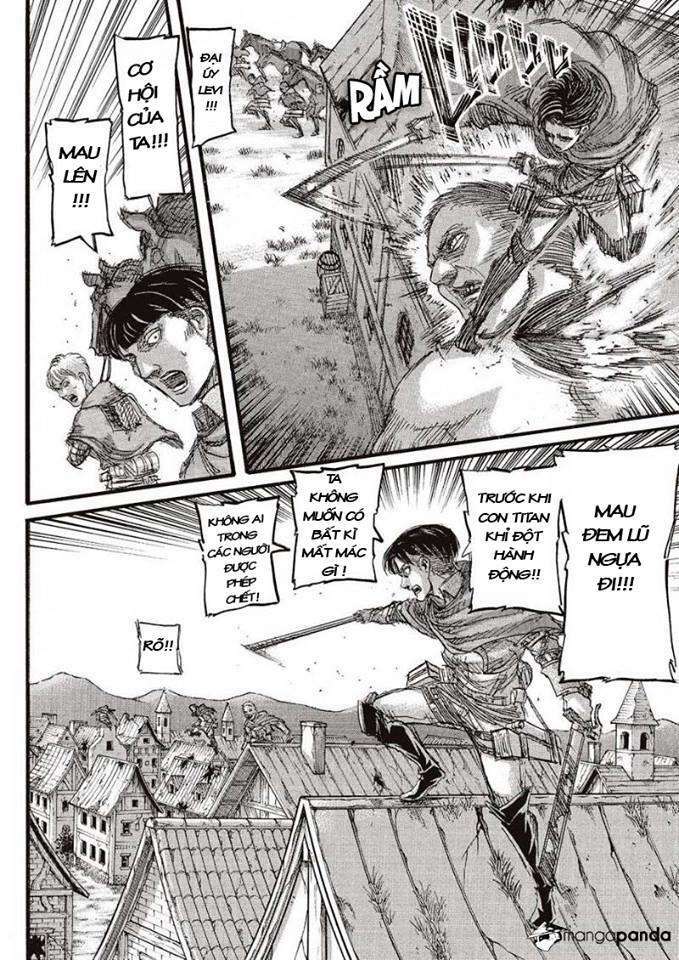 RẦM
ĐẠI
ÚY
LEVI
!!!
CƠ
HỘI CỦA
TA!!!
MAU
LÊN
!!!
MAU
ĐEM LŨ
NGỰA
ĐI!!!
TRƯỚC KHI
CON TITAN
KHỈ ĐỘT
HÀNH
ĐỘNG!!
TA
KHÔNG
MUỐN CÓ
BẤT KÌ
MẤT MÁC
GÌ !
KHÔNG AI
TRONG
CÁC NGƯƠI
ĐƯỢC
PHÉP
CHẾT!
RÕ!!
mangapanda